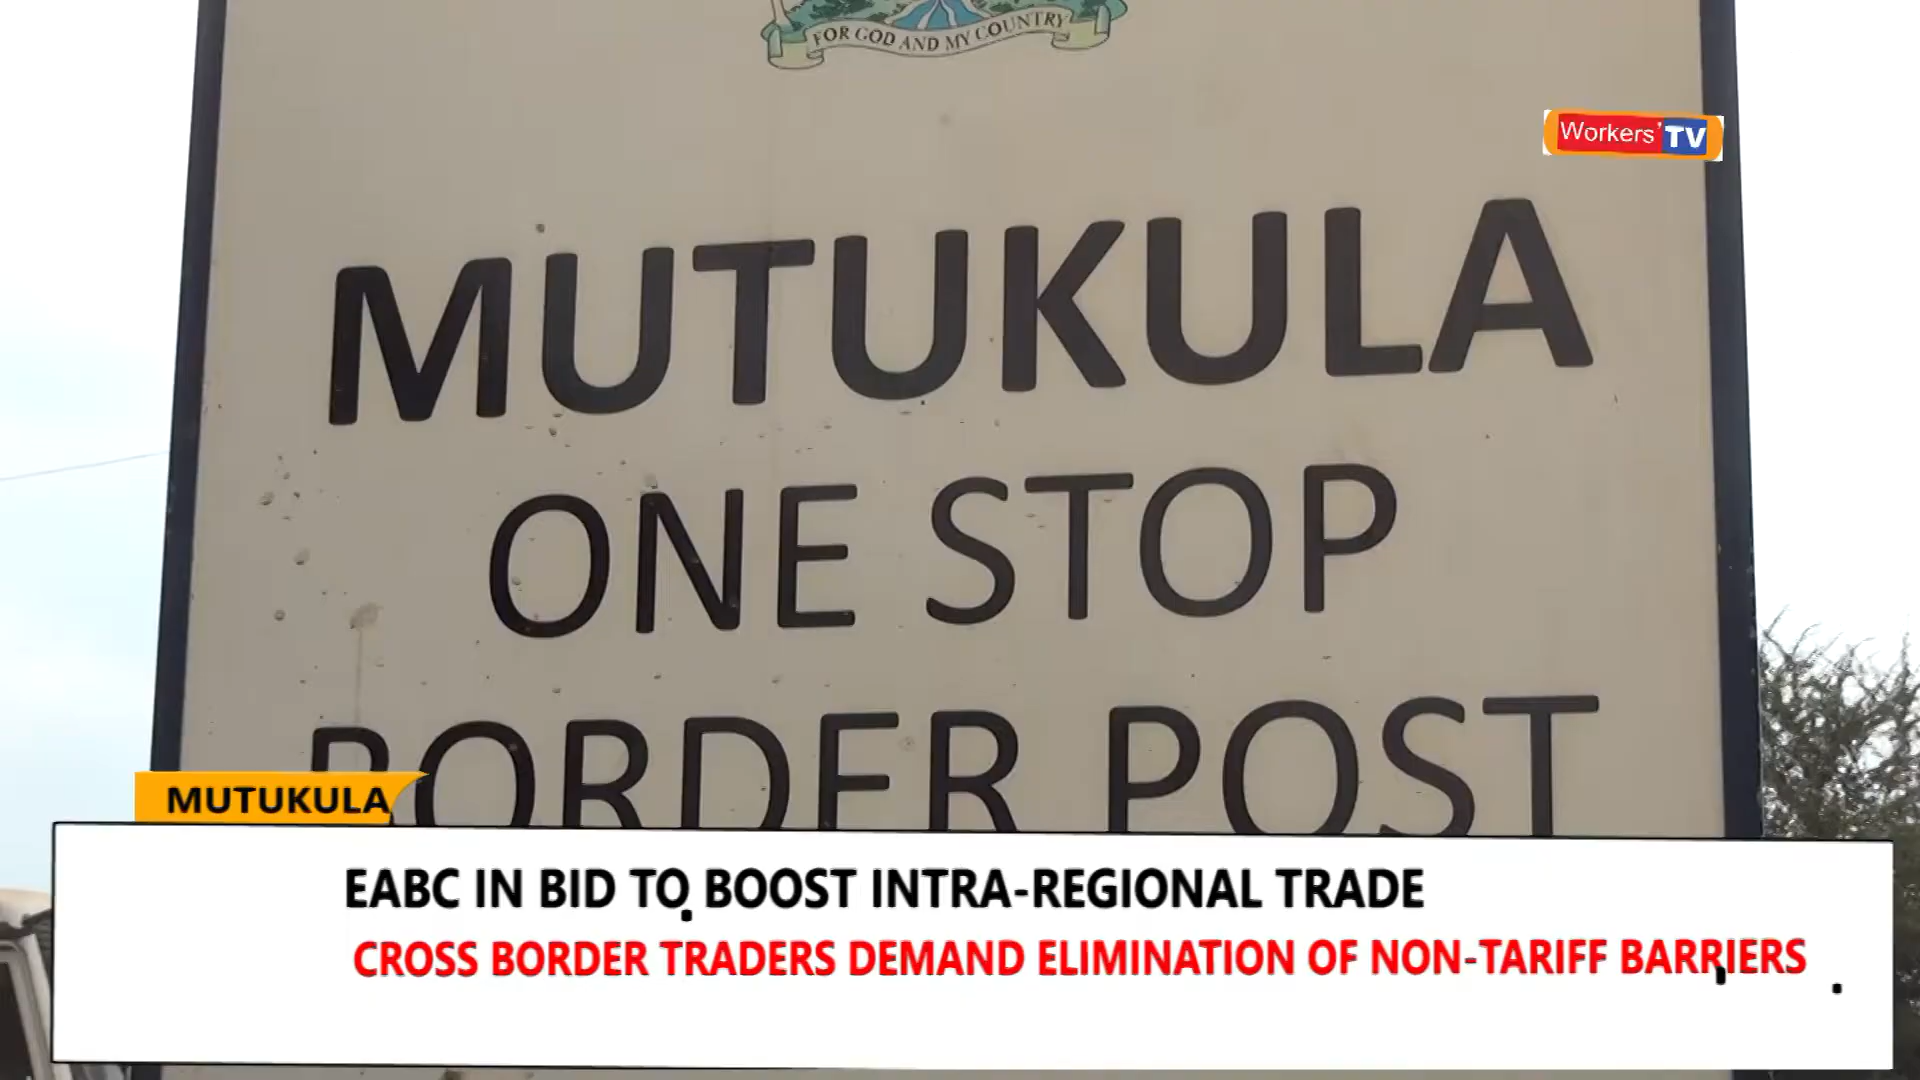 FOR GOD AND MY COUNTRY
Workers' TV
MUTUKULA
ONE STOP
BORDER POST
MUTUKULA
EABC IN BID TO BOOST INTRA-REGIONAL TRADE
CROSS BORDER TRADERS DEMAND ELIMINATION OF NON-TARIFF BARRIERS